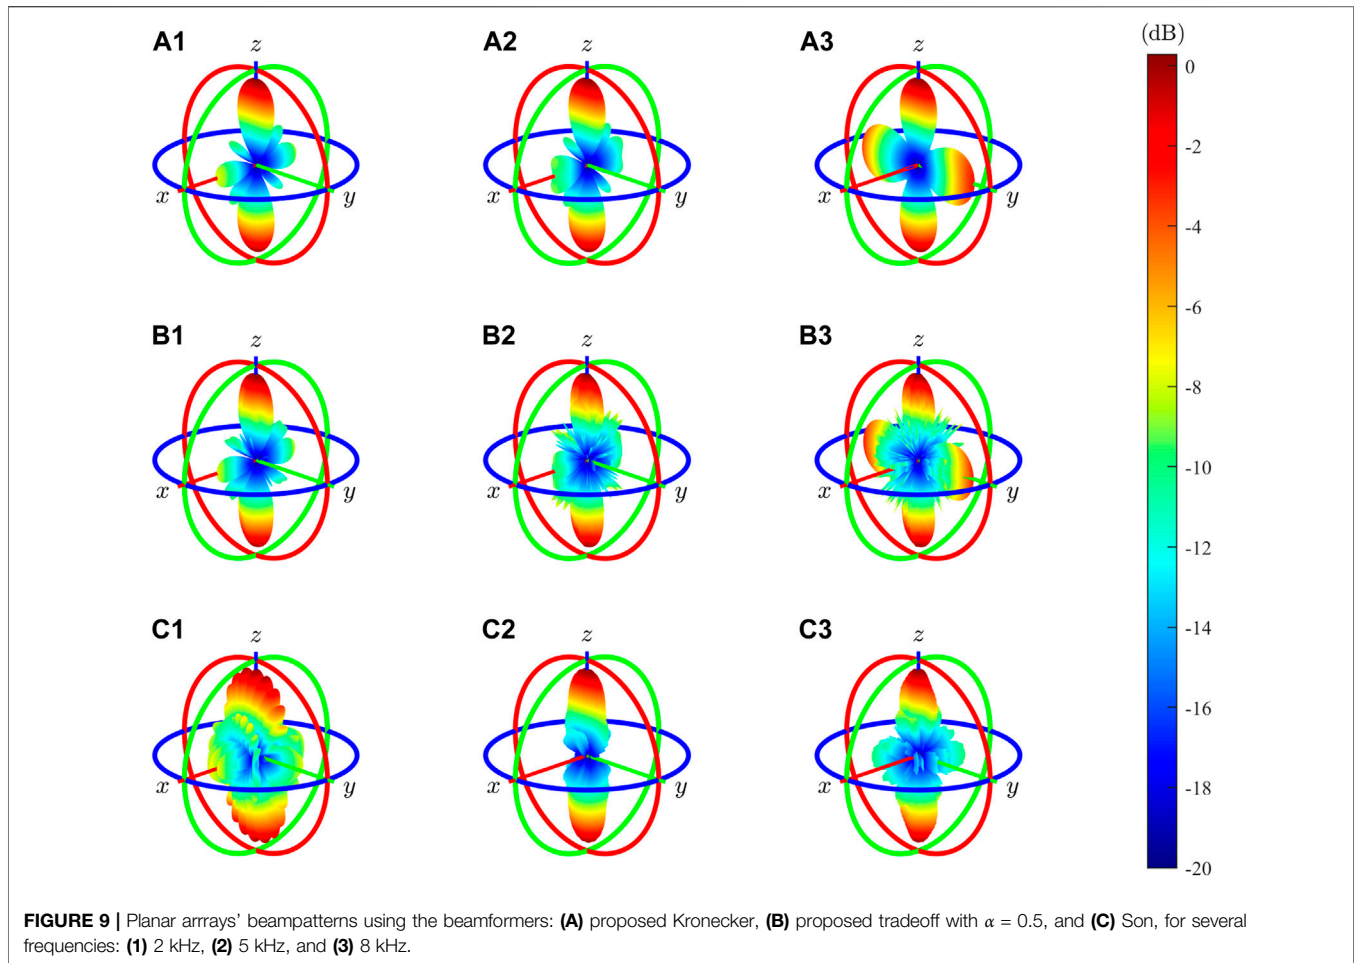 A1 A2 A3 (dB)
z z z 0
-2
x y x y x y
-4
-6
B1 B2 B3
z z z
-8
-10
x y x y x y
-12
-14
C1 C2 C3
z z z
-16
-18
x y x y x y
-20
FIGURE 9 | Planar arrrays’ beampatterns using the beamformers: (A) proposed Kronecker, (B) proposed tradeoff with α = 0.5, and (C) Son, for several
frequencies: (1) 2 kHz, (2) 5 kHz, and (3) 8 kHz.